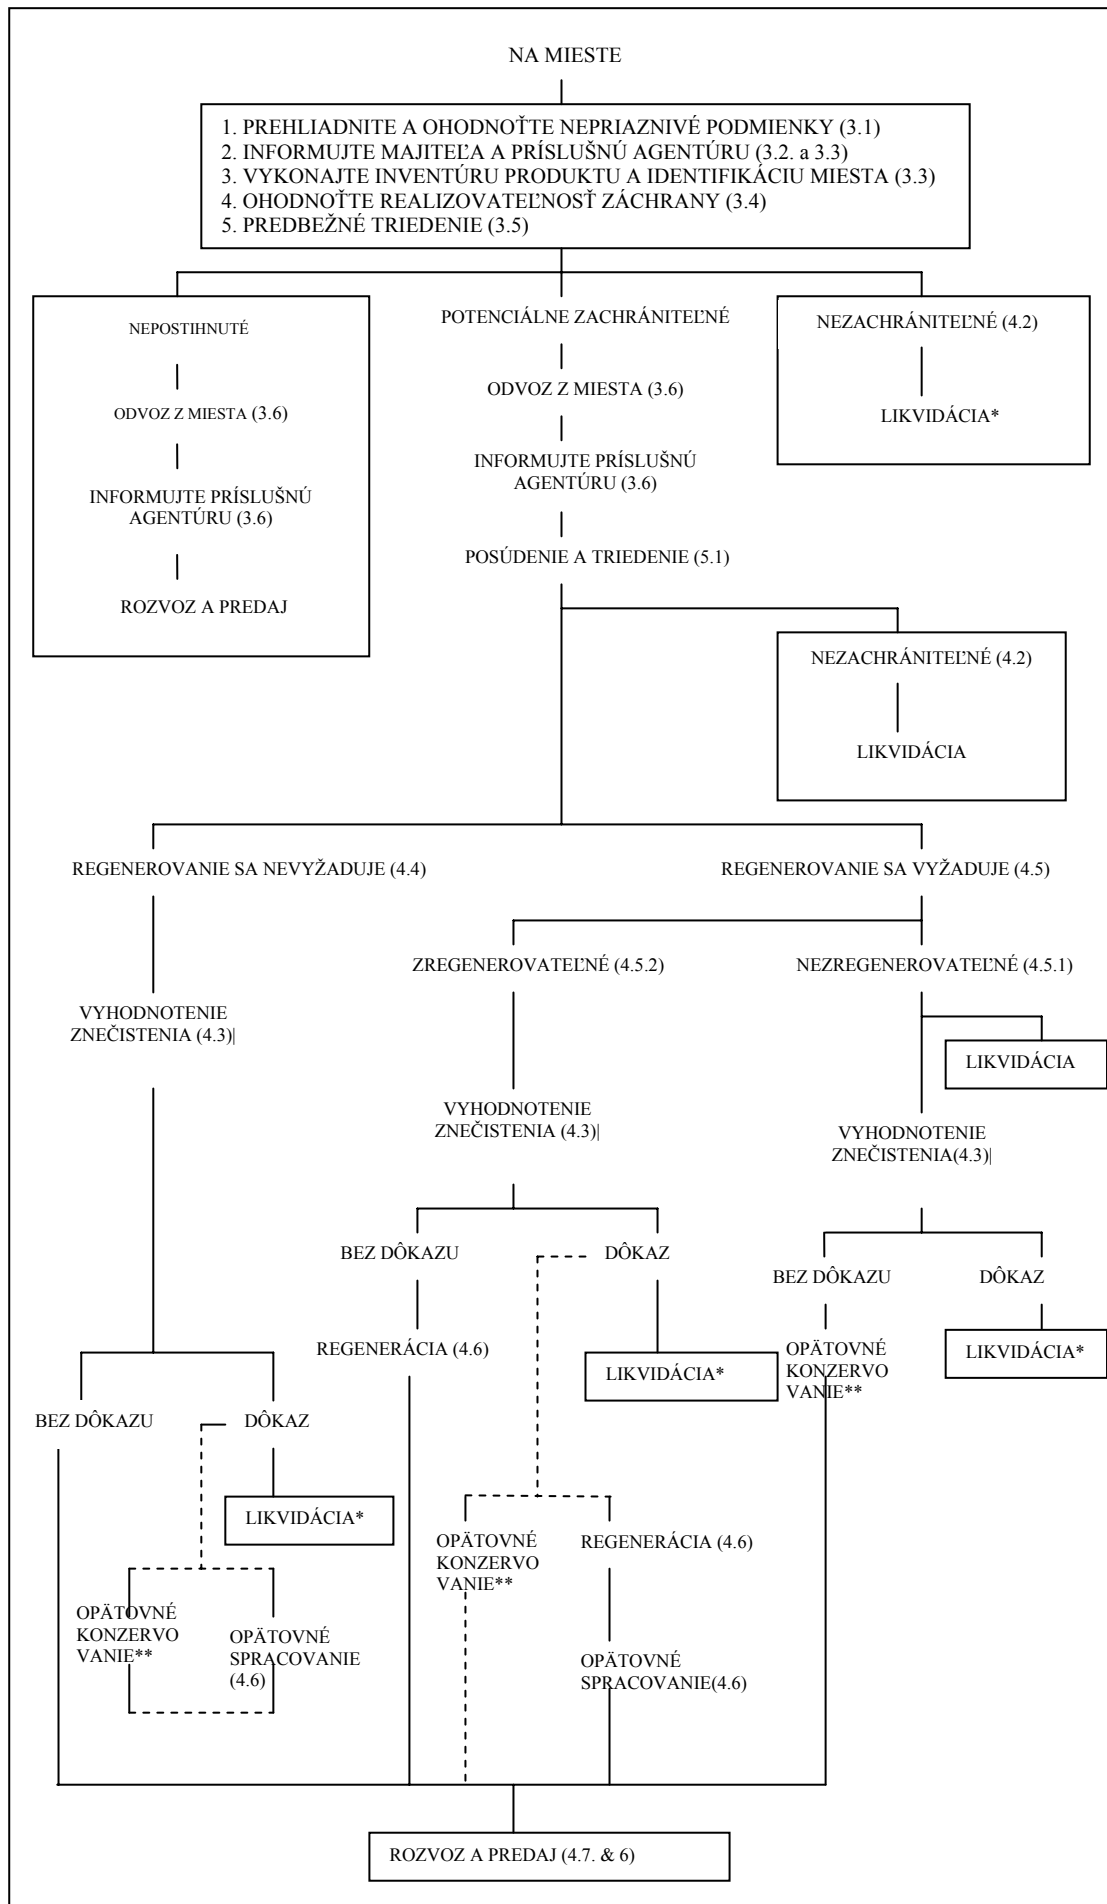 NA MIESTE
1. PREHLIADNITE A OHODNOŤTE NEPRIAZNIVÉ PODMIENKY (3.1)
2. INFORMUJTE MAJITEĽA A PRÍSLUŠNÚ AGENTÚRU (3.2. a 3.3)
3. VYKONAJTE INVENTÚRU PRODUKTU A IDENTIFIKÁCIU MIESTA (3.3)
4. OHODNOŤTE REALIZOVATEĽNOSŤ ZÁCHRANY (3.4)
5. PREDBEŽNÉ TRIEDENIE (3.5)
NEPOSTIHNUTÉ
ODVOZ Z MIESTA (3.6)
INFORMUJTE PRÍSLUŠNÚ
AGENTÚRU (3.6)
ROZVOZ A PREDAJ
POTENCIÁLNE ZACHRÁNITEĽNÉ
ODVOZ Z MIESTA (3.6)
INFORMUJTE PRÍSLUŠNÚ
AGENTÚRU (3.6)
POSÚDENIE A TRIEDENIE (5.1)
NEZACHRÁNITEĽNÉ (4.2)
LIKVIDÁCIA*
NEZACHRÁNITEĽNÉ (4.2)
LIKVIDÁCIA
REGENEROVANIE SA NEVYŽADUJE (4.4)
REGENEROVANIE SA VYŽADUJE (4.5)
ZREGENEROVATEĽNÉ (4.5.2)
NEZREGENEROVATEĽNÉ (4.5.1)
VYHODNOTENIE
ZNEČISTENIA (4.3)|
LIKVIDÁCIA
VYHODNOTENIE
ZNEČISTENIA (4.3)|
VYHODNOTENIE
ZNEČISTENIA(4.3)|
BEZ DÔKAZU
DÔKAZ
BEZ DÔKAZU
DÔKAZ
REGENERÁCIA (4.6)
LIKVIDÁCIA*
OPÄTOVNÉ
KONZERVO
VANIE**
LIKVIDÁCIA*
BEZ DÔKAZU
DÔKAZ
LIKVIDÁCIA*
OPÄTOVNÉ
KONZERVO
VANIE**
REGENERÁCIA (4.6)
OPÄTOVNÉ
KONZERVO
VANIE**
OPÄTOVNÉ
SPRACOVANIE
(4.6)
OPÄTOVNÉ
SPRACOVANIE(4.6)
ROZVOZ A PREDAJ (4.7. & 6)